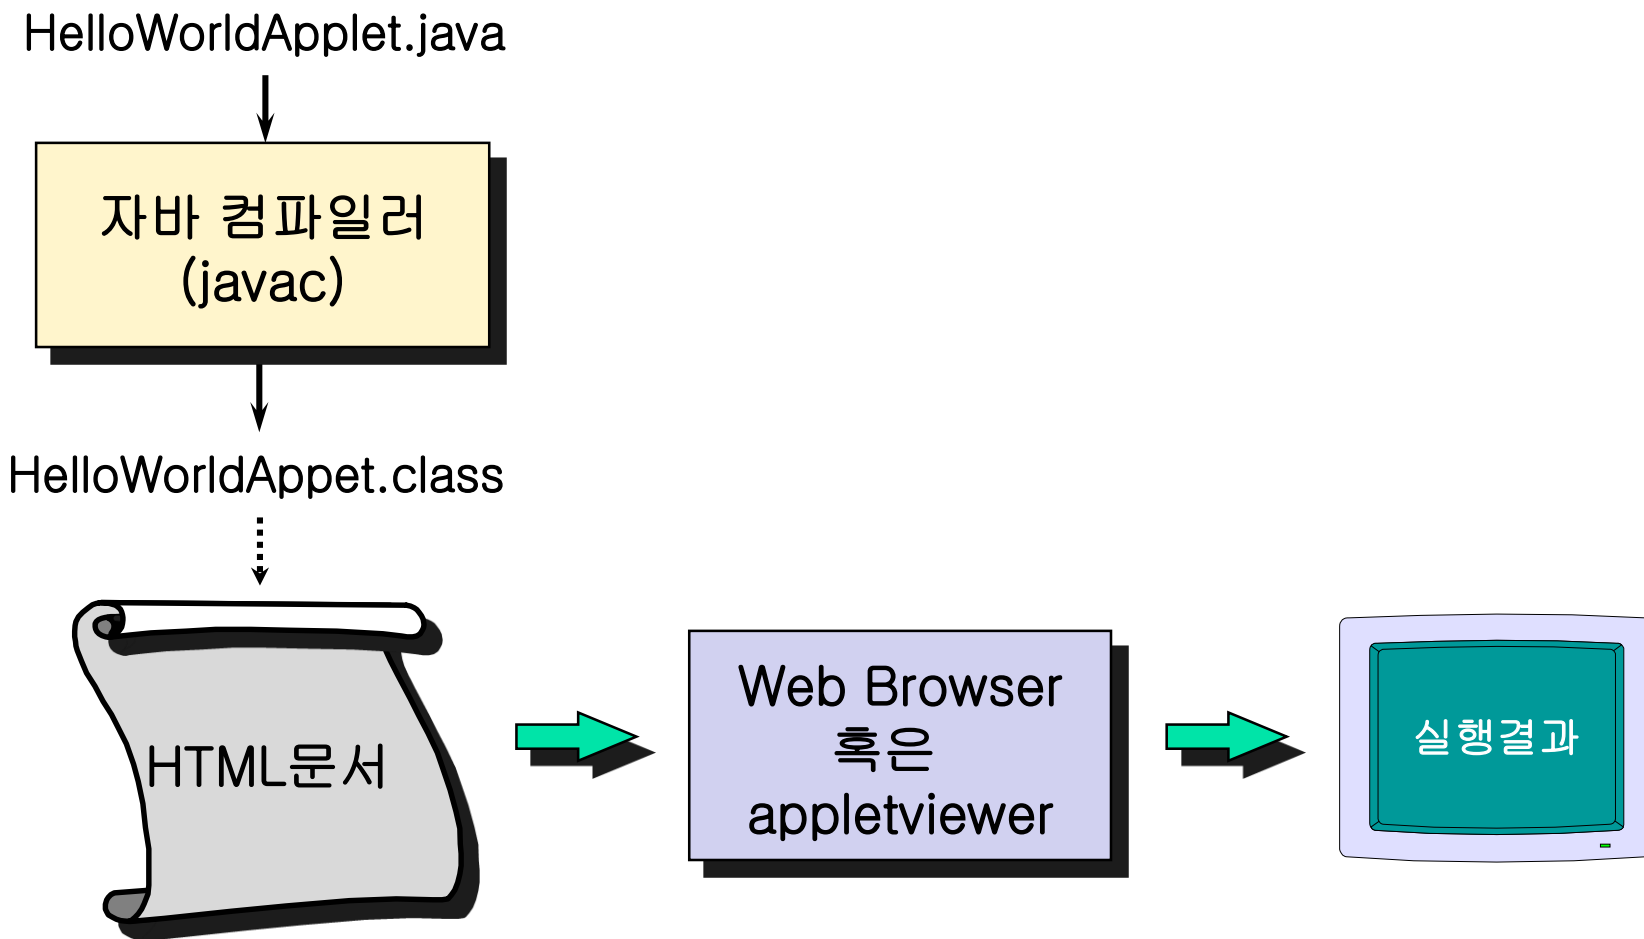 HelloWorldApplet.java
자바 컴파일러
(javac)
HelloWorldAppet.class
HTML문서
Web Browser
혹은
appletviewer
실행결과